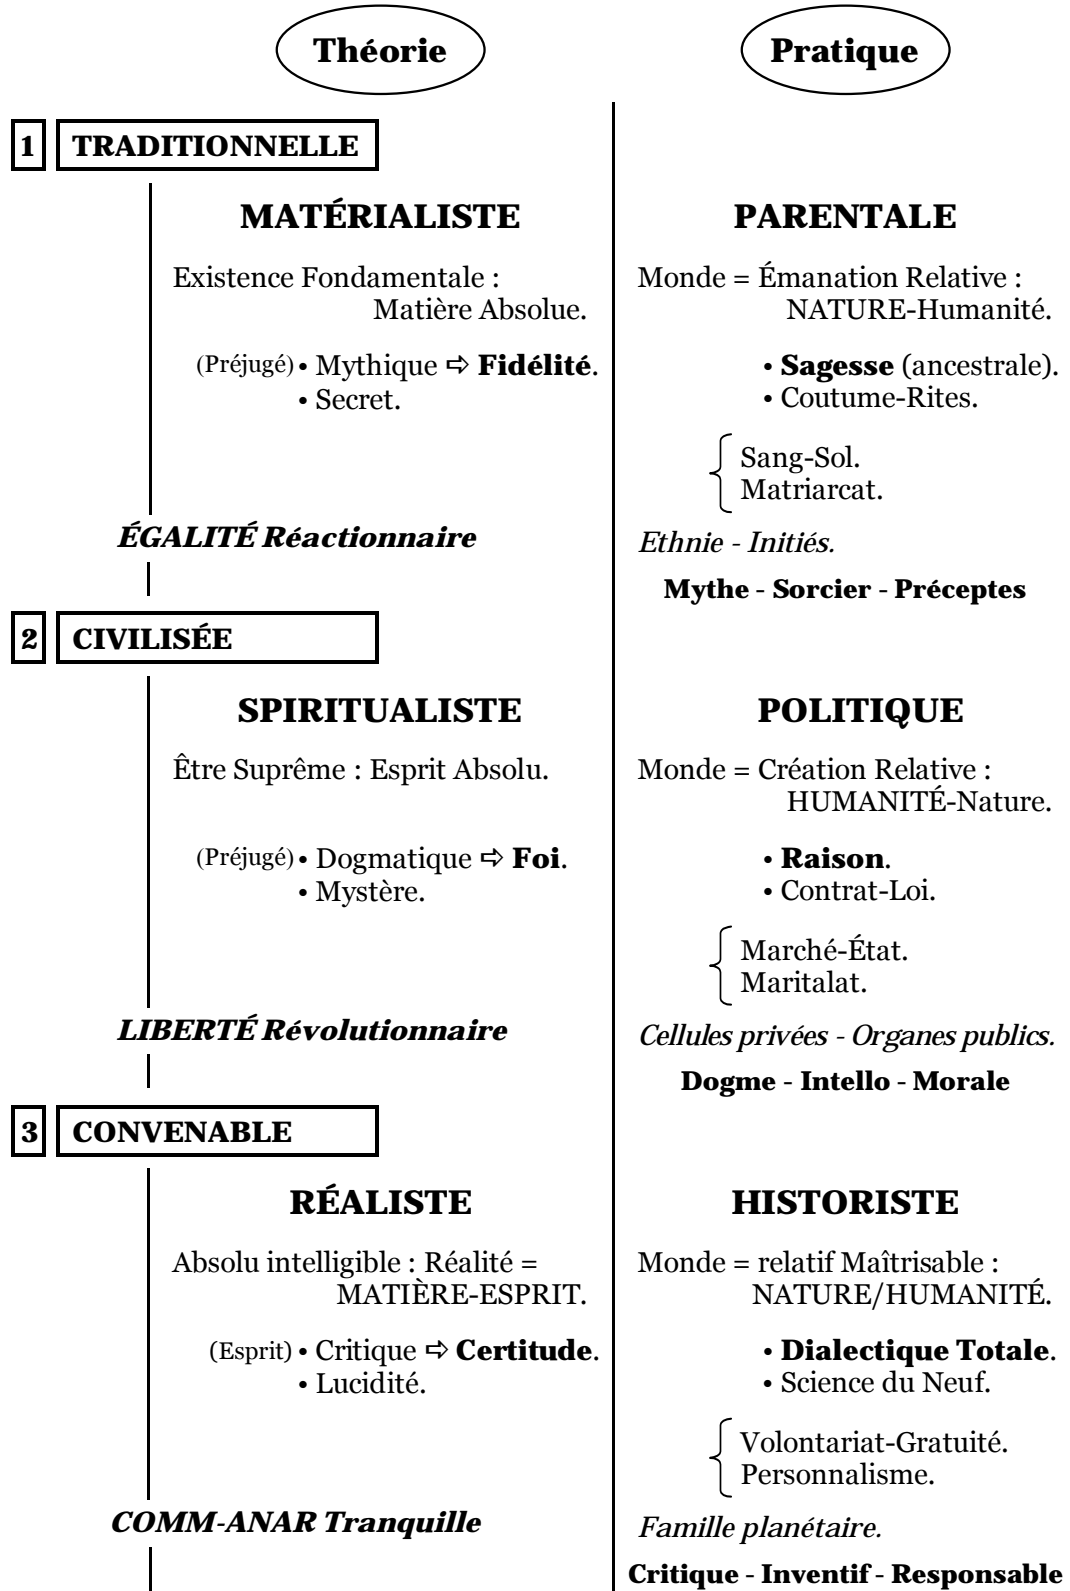 Théorie
Pratique
1 TRADITIONNELLE
MATÉRIALISTE
PARENTALE
Existence Fondamentale :
Matière Absolue.
Monde = Émanation Relative :
NATURE-Humanité.
(Préjugé) • Mythique ⇨ Fidélité.
• Secret.
• Sagesse (ancestrale).
• Coutume-Rites.
Sang-Sol.
Matriarcat.
ÉGALITÉ Réactionnaire
Ethnie - Initiés.
Mythe - Sorcier - Préceptes
2 CIVILISÉE
SPIRITUALISTE
POLITIQUE
Être Suprême : Esprit Absolu.
Monde = Création Relative :
HUMANITÉ-Nature.
(Préjugé) • Dogmatique ⇨ Foi.
• Mystère.
• Raison.
• Contrat-Loi.
Marché-État.
Maritalat.
LIBERTÉ Révolutionnaire
Cellules privées - Organes publics.
Dogme - Intello - Morale
3 CONVENABLE
RÉALISTE
HISTORISTE
Absolu intelligible : Réalité =
MATIÈRE-ESPRIT.
Monde = relatif Maîtrisable :
NATURE/HUMANITÉ.
(Esprit) • Critique ⇨ Certitude.
• Lucidité.
• Dialectique Totale.
• Science du Neuf.
Volontariat-Gratuité.
Personnalisme.
COMM-ANAR Tranquille
Famille planétaire.
Critique - Inventif - Responsable